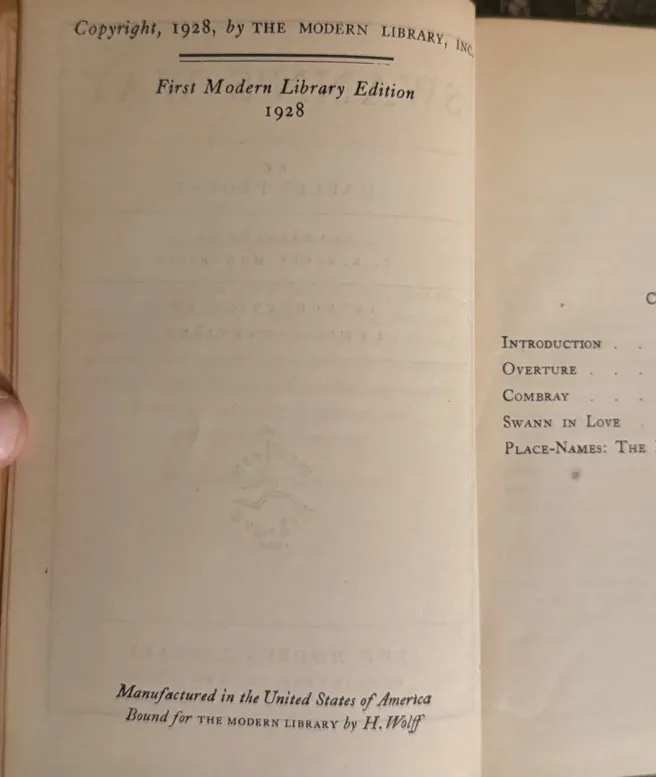 Copyright, 1928, by THE MODERN LIBRARY, INC.
First Modern Library Edition
1928
Manufactured in the United States of America
Bound for THE MODERN LIBRARY by H. Wolff
C
INTRODUCTION . .
OVERTURE . . .
COMBRAY . . .
SWANN IN LOVE .
PLACE-NAMES: THE